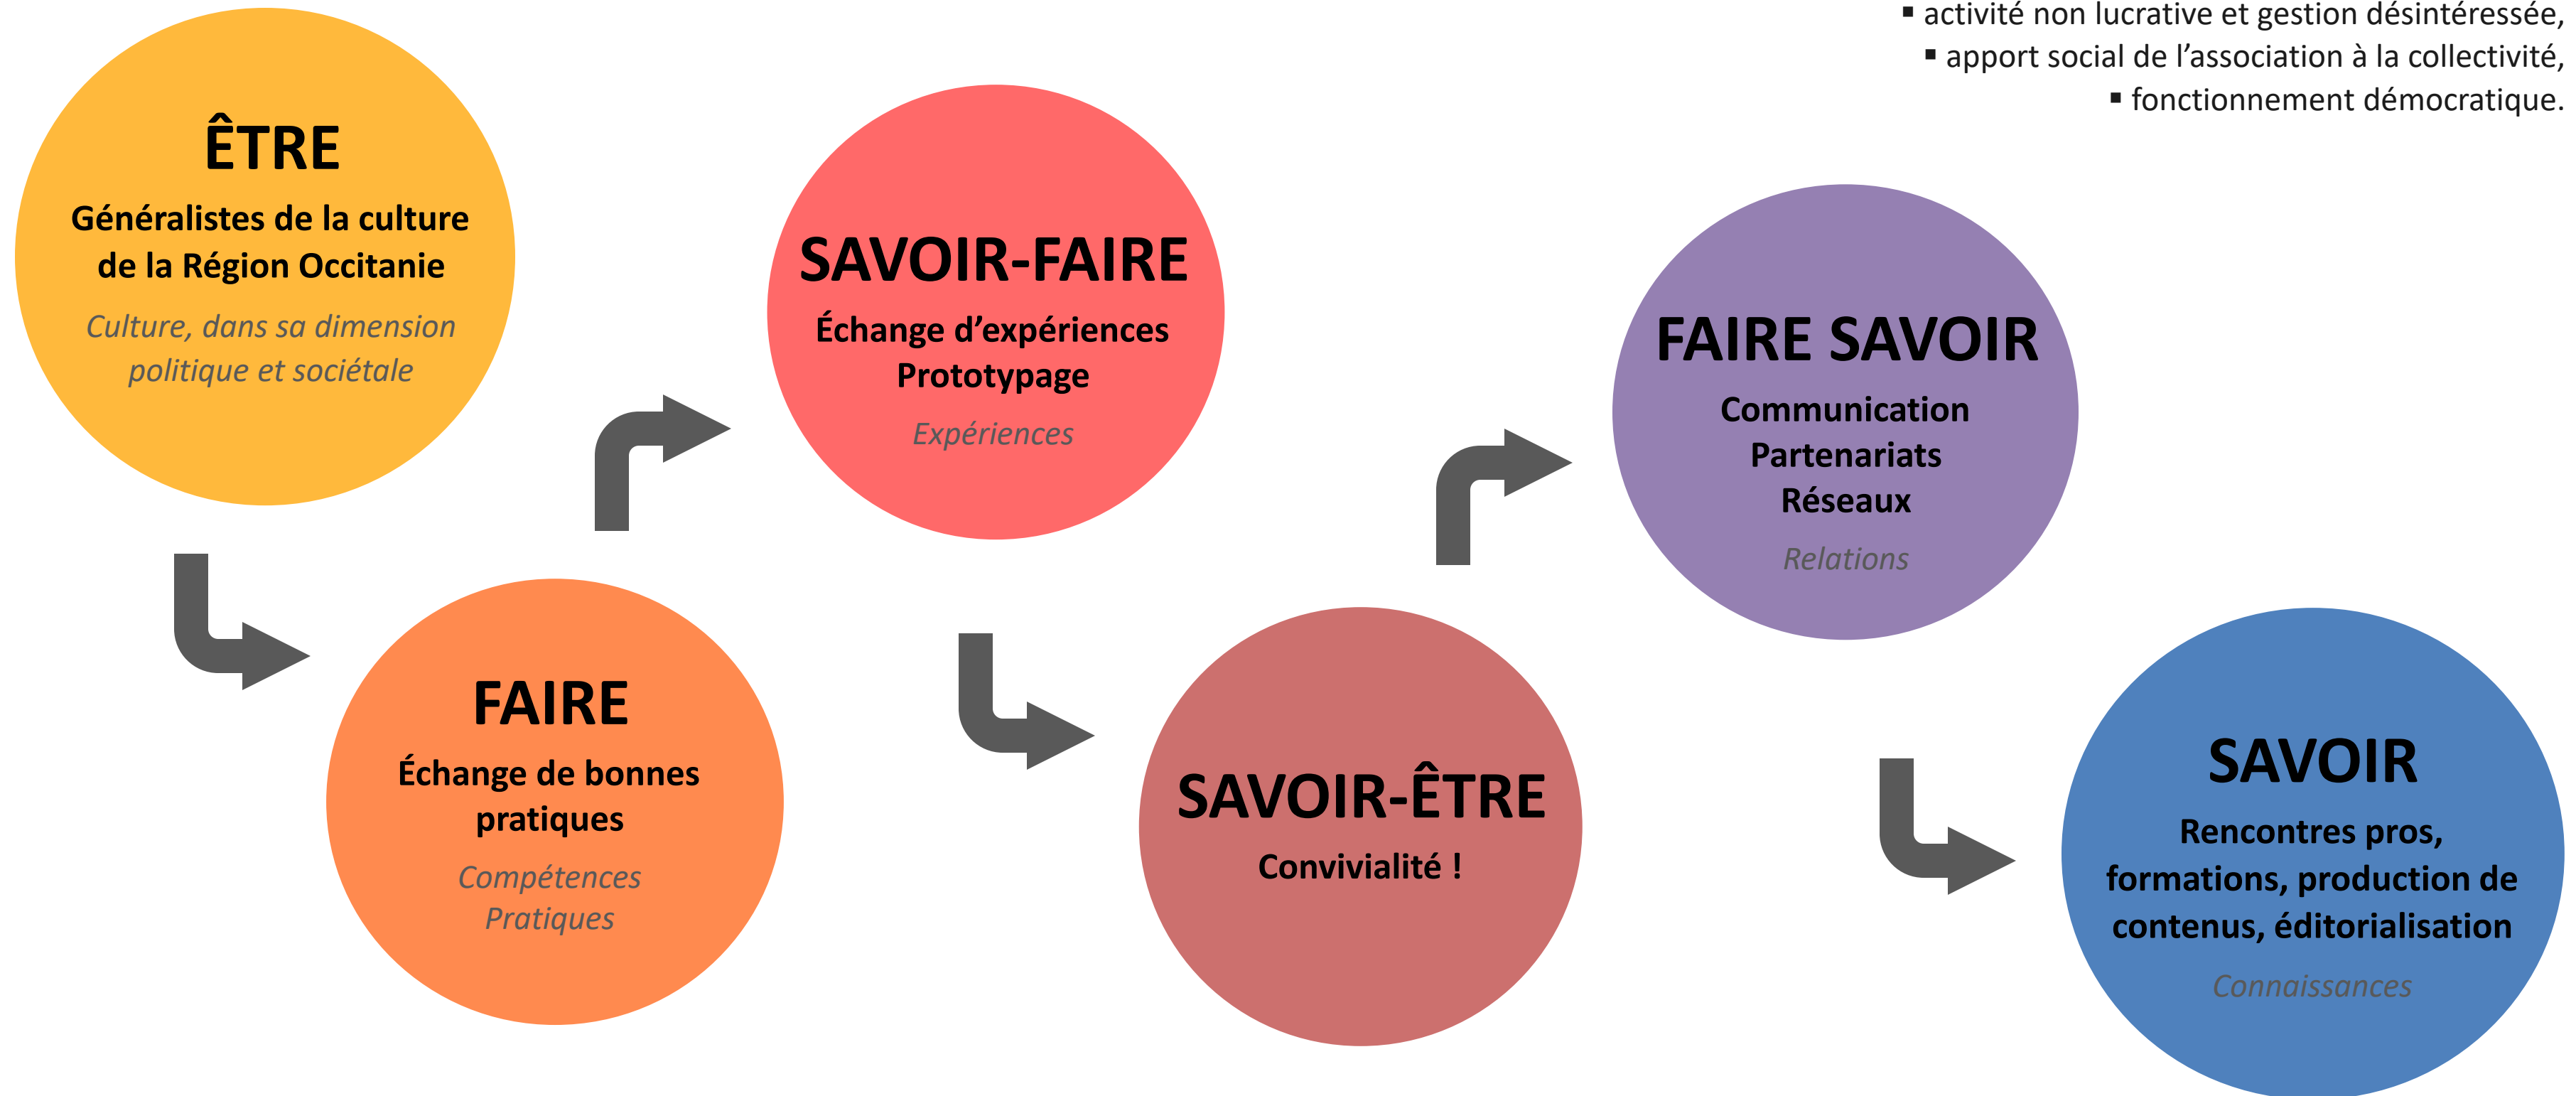 ▪ activité non lucrative et gestion désintéressée,
▪ apport social de l’association à la collectivité,
▪ fonctionnement démocratique.
ÊTRE
Généralistes de la culture
de la Région Occitanie
Culture, dans sa dimension
politique et sociétale
FAIRE
Échange de bonnes
pratiques
Compétences
Pratiques
SAVOIR-FAIRE
Échange d’expériences
Prototypage
Expériences
SAVOIR-ÊTRE
Convivialité !
FAIRE SAVOIR
Communication
Partenariats
Réseaux
Relations
SAVOIR
Rencontres pros,
formations, production de
contenus, éditorialisation
Connaissances